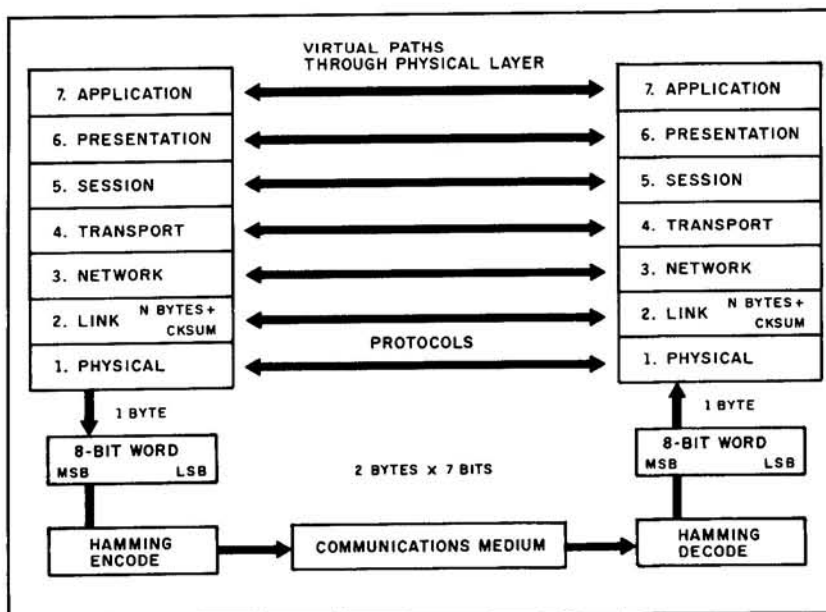 VIRTUAL PATHS
THROUGH PHYSICAL LAYER
7. APPLICATION
6. PRESENTATION
5. SESSION
4. TRANSPORT
3. NETWORK
2. LINK N BYTES+
CKSUM
1. PHYSICAL
PROTOCOLS
7. APPLICATION
6. PRESENTATION
5. SESSION
4. TRANSPORT
3. NETWORK
2. LINK N BYTES+
CKSUM
1. PHYSICAL
1 BYTE
8-BIT WORD
MSB LSB
HAMMING
ENCODE
2 BYTES x 7 BITS
COMMUNICATIONS MEDIUM
1 BYTE
8-BIT WORD
MSB LSB
HAMMING
DECODE